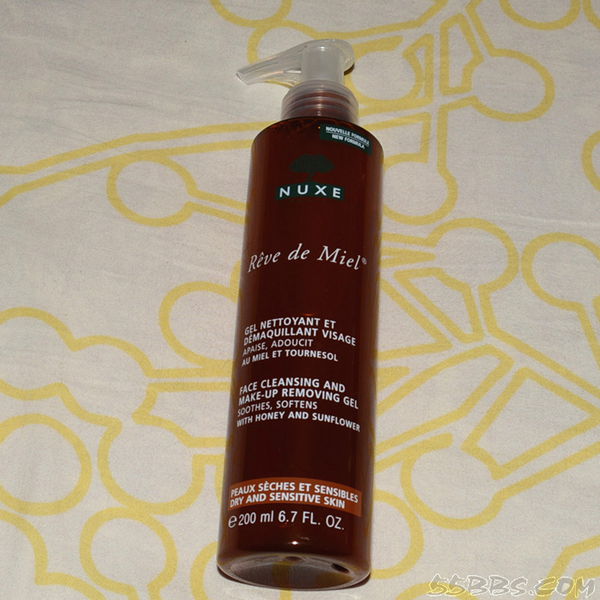 NOUVELLE FORMULE
NEW FORMULA
NUXE
Rêve de Miel®
GEL NETTOYANT ET
DÉMAQUILLANT VISAGE
APAISE, ADOUCIT
AU MIEL ET TOURNESOL
FACE CLEANSING AND
MAKE-UP REMOVING GEL
SOOTHES, SOFTENS
WITH HONEY AND SUNFLOWER
PEAUX SÈCHES ET SENSIBLES
DRY AND SENSITIVE SKIN
℮ 200 ml 6.7 FL. OZ.
55BBS.COM